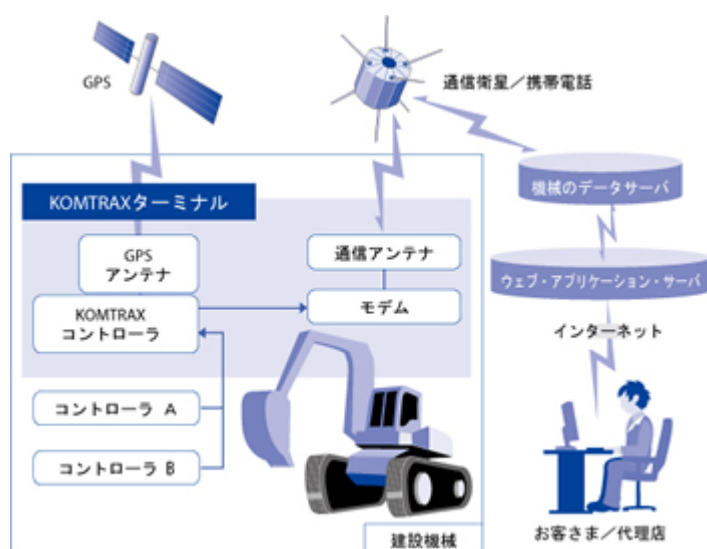 GPS
通信衛星／携帯電話
機械のデータサーバ
KOMTRAXターミナル
GPS
アンテナ
通信アンテナ
ウェブ・アプリケーション・サーバ
KOMTRAX
コントローラ
モデム
インターネット
コントローラ A
コントローラ B
お客さま／代理店
建設機械